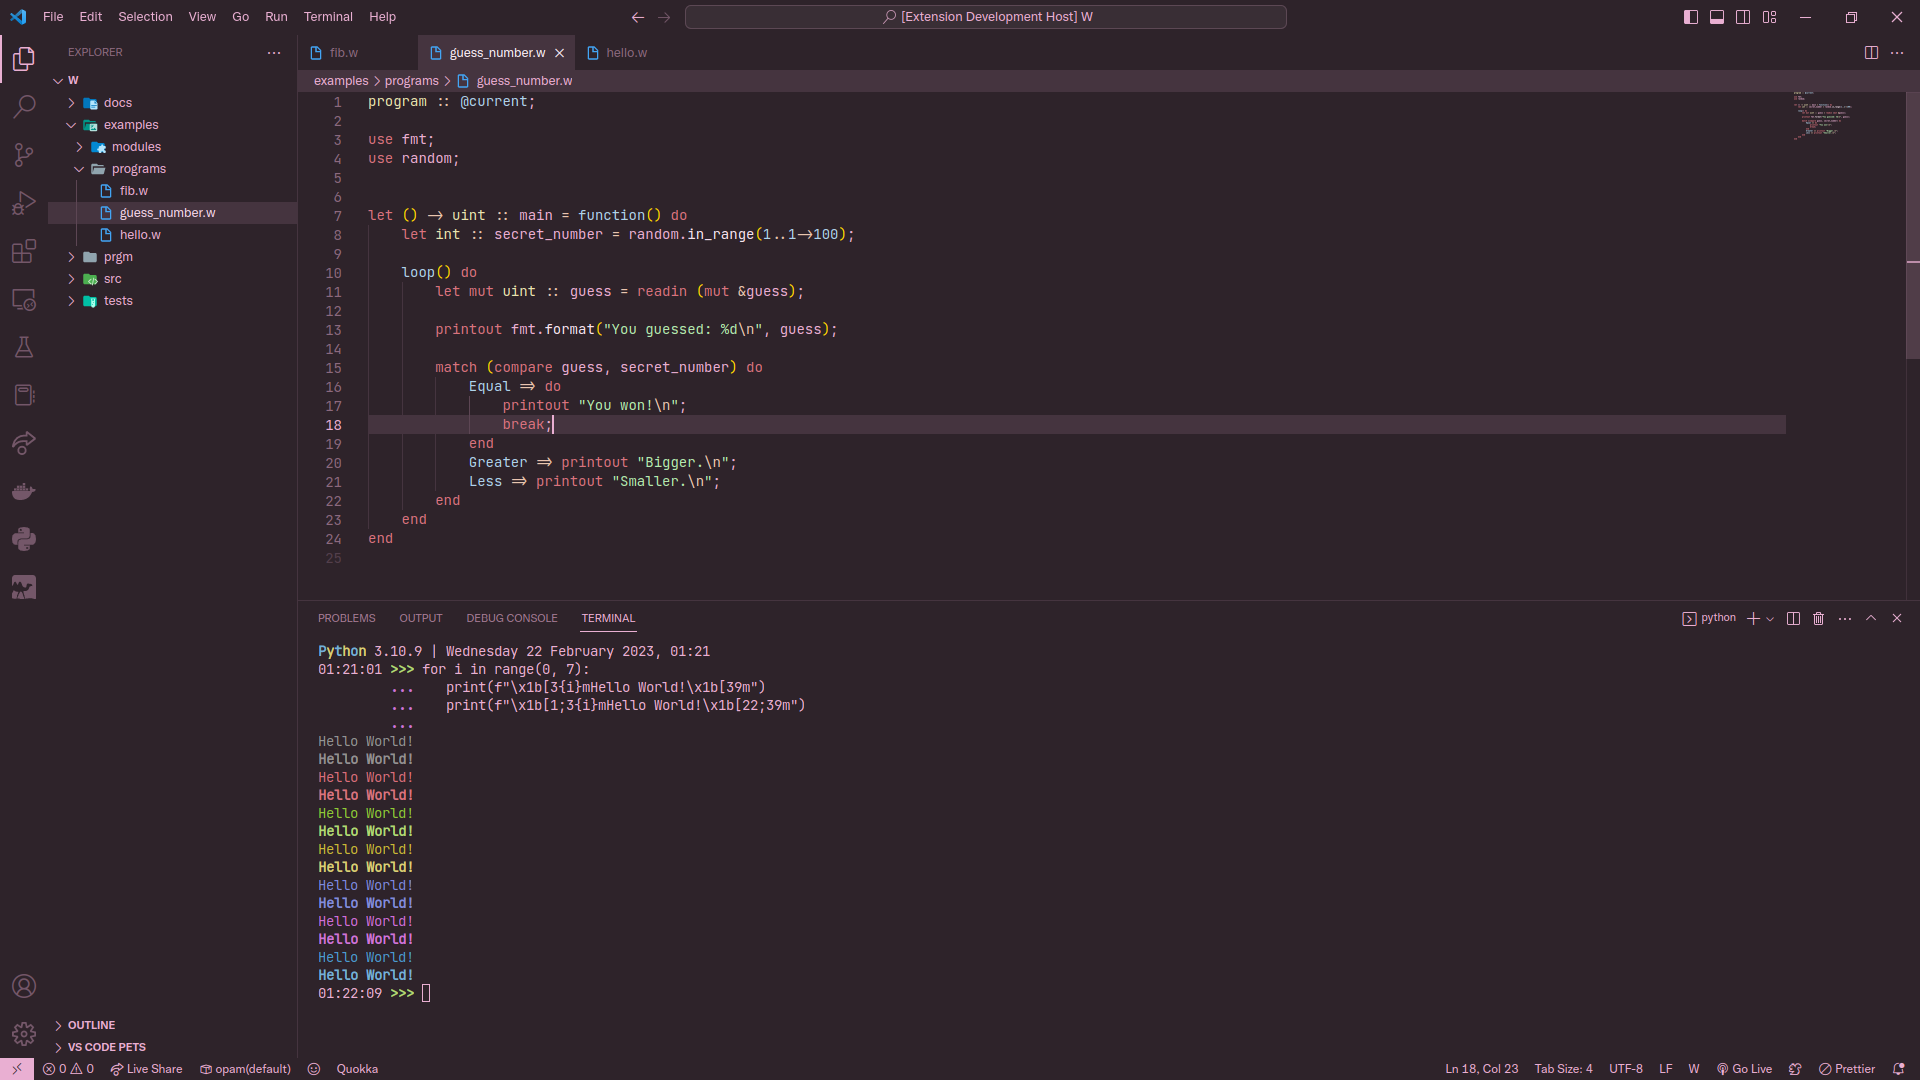 File Edit Selection View Go Run Terminal Help
[Extension Development Host] W
EXPLORER
W
docs
examples
modules
programs
fib.w
guess_number.w
hello.w
prgm
src
tests
OUTLINE
VS CODE PETS
fib.w guess_number.w hello.w
examples > programs > guess_number.w
1 program :: @current;
2
3 use fmt;
4 use random;
5
6
7 let () -> uint :: main = function() do
8 let int :: secret_number = random.in_range(1..1->100);
9
10 loop() do
11 let mut uint :: guess = readin (mut &guess);
12
13 printout fmt.format("You guessed: %d\n", guess);
14
15 match (compare guess, secret_number) do
16 Equal => do
17 printout "You won!\n";
18 break;
19 end
20 Greater => printout "Bigger.\n";
21 Less => printout "Smaller.\n";
22 end
23 end
24 end
25
PROBLEMS OUTPUT DEBUG CONSOLE TERMINAL
python
Python 3.10.9 | Wednesday 22 February 2023, 01:21
01:21:01 >>> for i in range(0, 7):
... print(f"\x1b[3{i}mHello World!\x1b[39m")
... print(f"\x1b[1;3{i}mHello World!\x1b[22;39m")
...
Hello World!
Hello World!
Hello World!
Hello World!
Hello World!
Hello World!
Hello World!
Hello World!
Hello World!
Hello World!
Hello World!
Hello World!
Hello World!
Hello World!
01:22:09 >>>
0 0 Live Share opam(default) Quokka
Ln 18, Col 23 Tab Size: 4 UTF-8 LF W Go Live Prettier